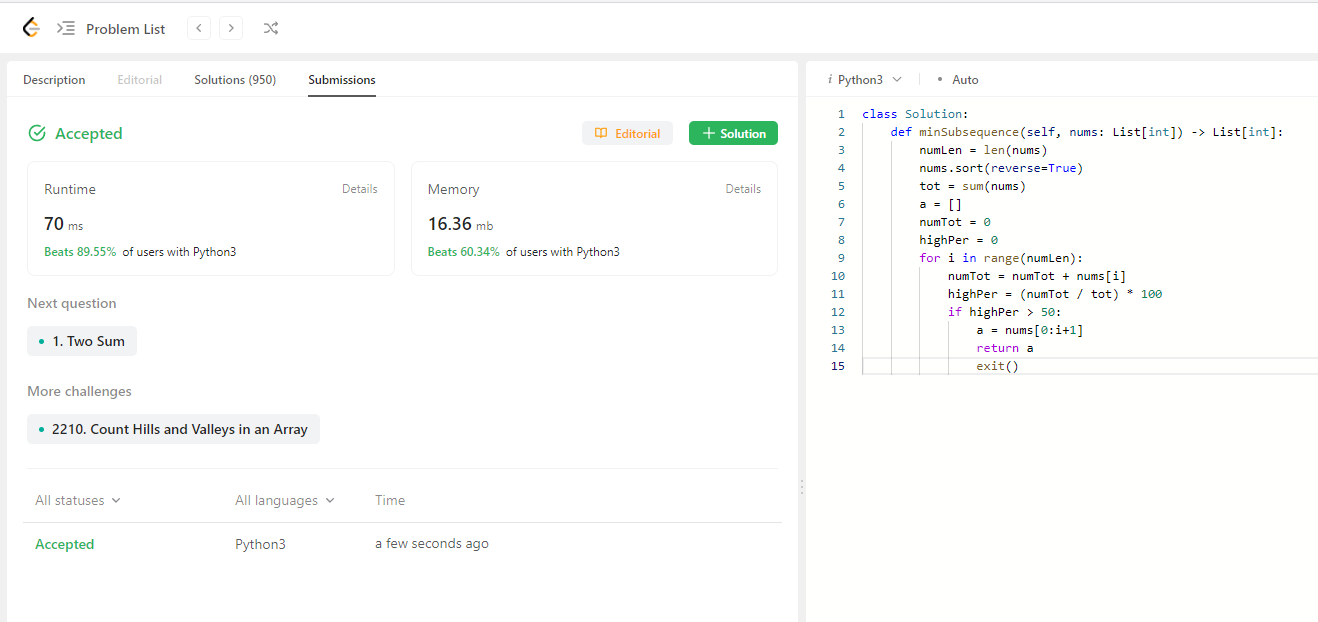 Problem List
Description Editorial Solutions (950) Submissions
Accepted
Editorial
Solution
Runtime Details
70 ms
Beats 89.55% of users with Python3
Memory Details
16.36 mb
Beats 60.34% of users with Python3
Next question
1. Two Sum
More challenges
2210. Count Hills and Valleys in an Array
All statuses All languages Time
Accepted Python3 a few seconds ago
i Python3 • Auto
1 class Solution:
2     def minSubsequence(self, nums: List[int]) -> List[int]:
3         numLen = len(nums)
4         nums.sort(reverse=True)
5         tot = sum(nums)
6         a = []
7         numTot = 0
8         highPer = 0
9         for i in range(numLen):
10             numTot = numTot + nums[i]
11             highPer = (numTot / tot) * 100
12             if highPer > 50:
13                 a = nums[0:i+1]
14                 return a
15                 exit()